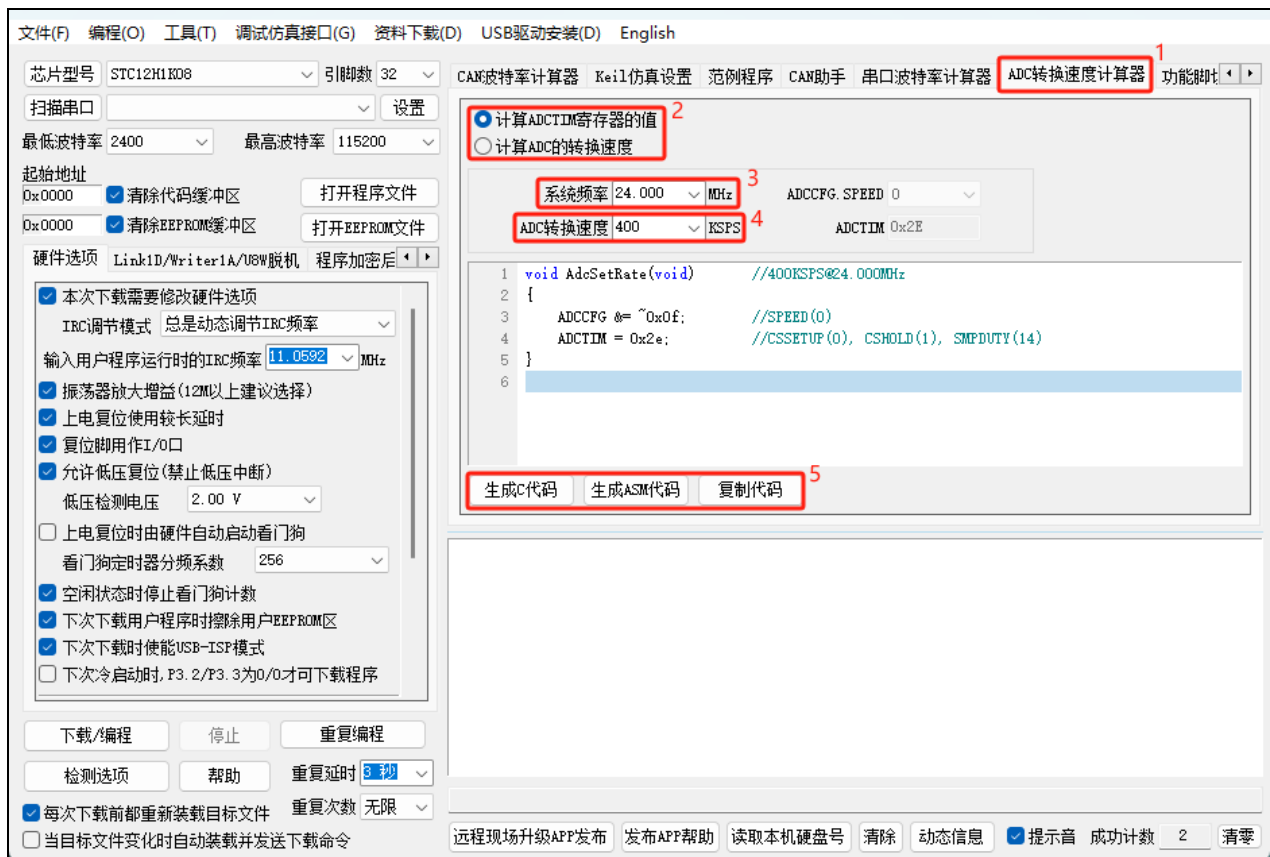 文件(F) 编程(O) 工具(T) 调试仿真接口(G) 资料下载(D) USB驱动安装(D) English
芯片型号 STC12H1K08 引脚数 32
扫描串口 设置
最低波特率 2400 最高波特率 115200
起始地址
0x0000 清除代码缓冲区 打开程序文件
0x0000 清除EEPROM缓冲区 打开EEPROM文件
硬件选项 Link1D/Writer1A/U8W脱机 程序加密后
本次下载需要修改硬件选项
IRC调节模式 总是动态调节IRC频率
输入用户程序运行时的IRC频率 11.0592 MHz
振荡器放大增益(12M以上建议选择)
上电复位使用较长延时
复位脚用作I/O口
允许低压复位(禁止低压中断)
低压检测电压 2.00 V
上电复位时由硬件自动启动看门狗
看门狗定时器分频系数 256
空闲状态时停止看门狗计数
下次下载用户程序时擦除用户EEPROM区
下次下载时使能USB-ISP模式
下次冷启动时,P3.2/P3.3为0/0才可下载程序
下载/编程 停止 重复编程
检测选项 帮助 重复延时 3 秒
每次下载前都重新装载目标文件 重复次数 无限
当目标文件变化时自动装载并发送下载命令
1
CAN波特率计算器 Keil仿真设置 范例程序 CAN助手 串口波特率计算器 ADC转换速度计算器 功能脚
计算ADCTIM寄存器的值 2
计算ADC的转换速度
系统频率 24.000 MHz 3 ADCCFG.SPEED 0
ADC转换速度 400 KSPS 4 ADCTIM 0x2E
1 void AdcSetRate(void) //400KSPS@24.000MHz
2 {
3 ADCCFG &= ~0x0f; //SPEED(0)
4 ADCTIM = 0x2e; //CSSETUP(0), CSHOLD(1), SMPDUTY(14)
5 }
6
生成C代码 生成ASM代码 复制代码 5
远程现场升级APP发布 发布APP帮助 读取本机硬盘号 清除 动态信息 提示音 成功计数 2 清零